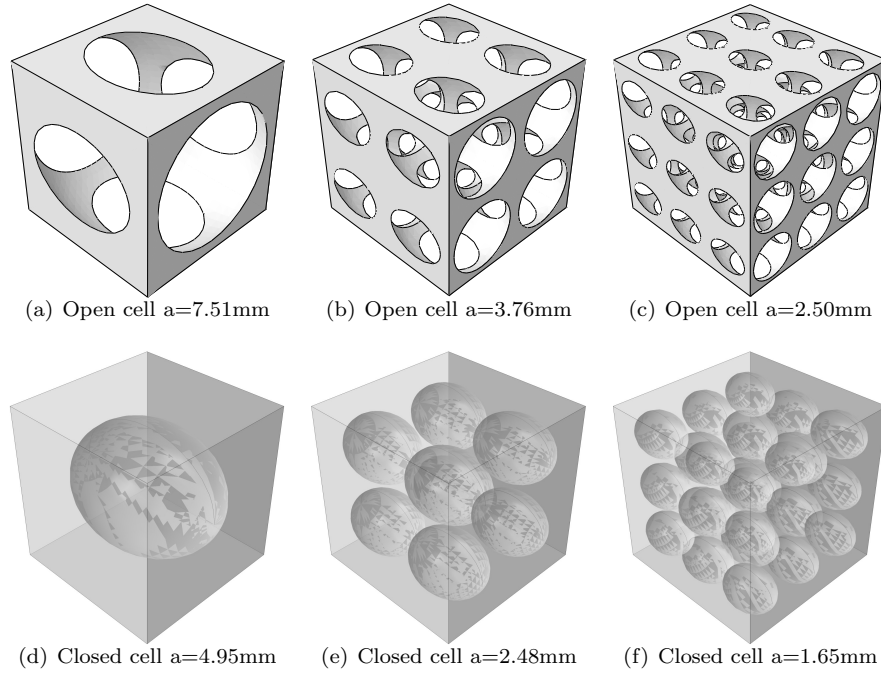 (a) Open cell a=7.51mm
(b) Open cell a=3.76mm
(c) Open cell a=2.50mm
(d) Closed cell a=4.95mm
(e) Closed cell a=2.48mm
(f) Closed cell a=1.65mm